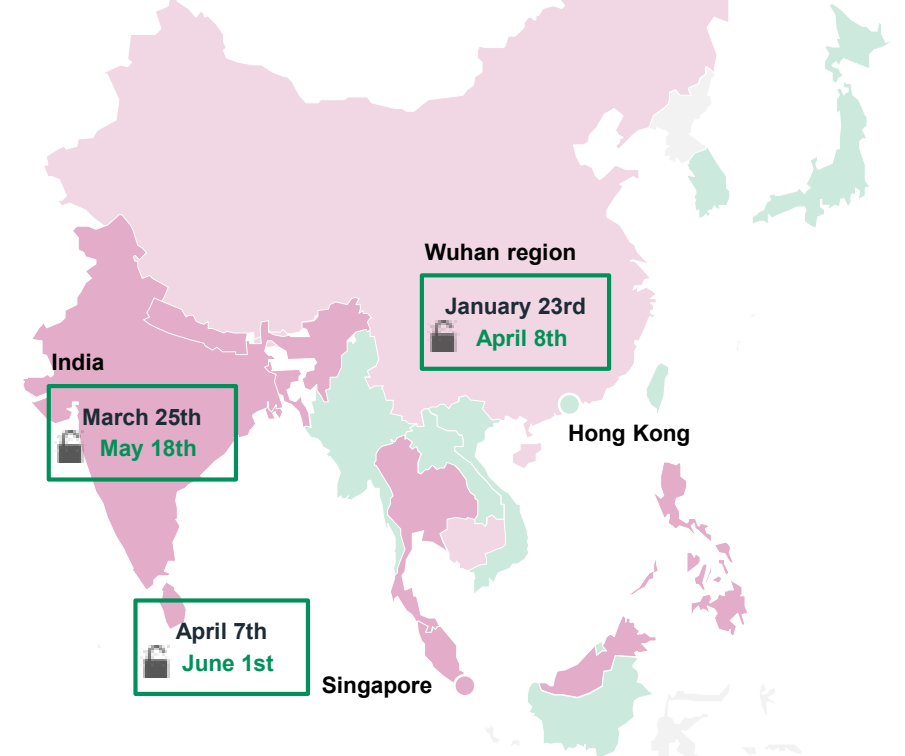 Wuhan region
January 23rd
April 8th
India
March 25th
May 18th
Hong Kong
April 7th
June 1st
Singapore